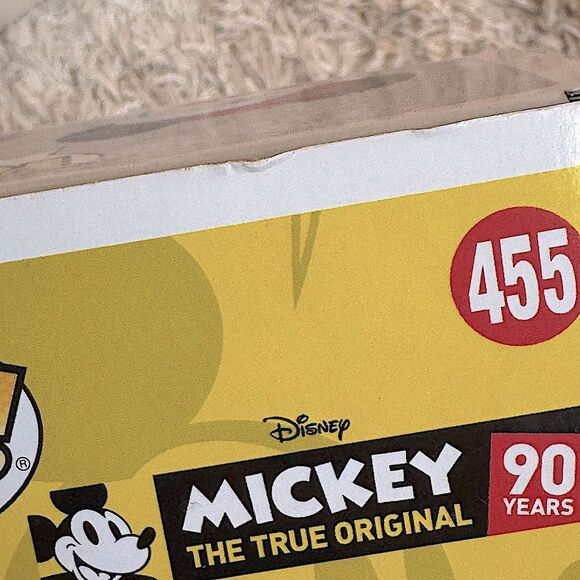 455
Disney
MICKEY
THE TRUE ORIGINAL
90
YEARS